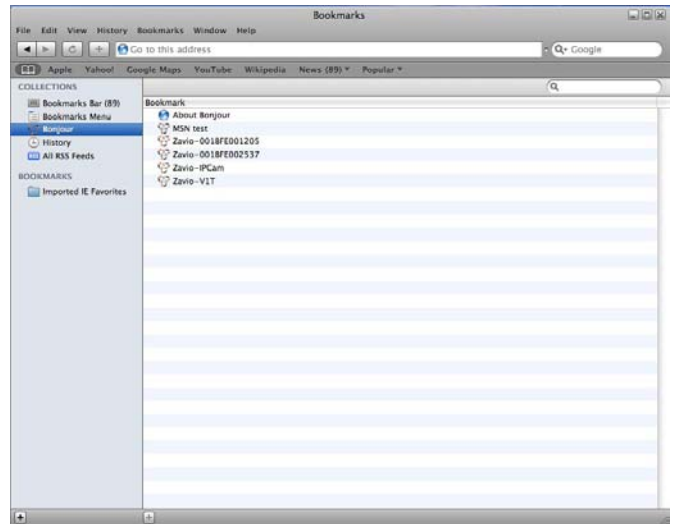 Bookmarks
File Edit View History Bookmarks Window Help
Go to this address
Google
Apple Yahoo! Google Maps YouTube Wikipedia News (89) Popular
COLLECTIONS
Bookmarks Bar (89)
Bookmarks Menu
Bonjour
History
All RSS Feeds
BOOKMARKS
Imported IE Favorites
Bookmark
About Bonjour
MSN test
Zavio-0018FE001205
Zavio-0018FE002537
Zavio-IPCam
Zavio-V1T